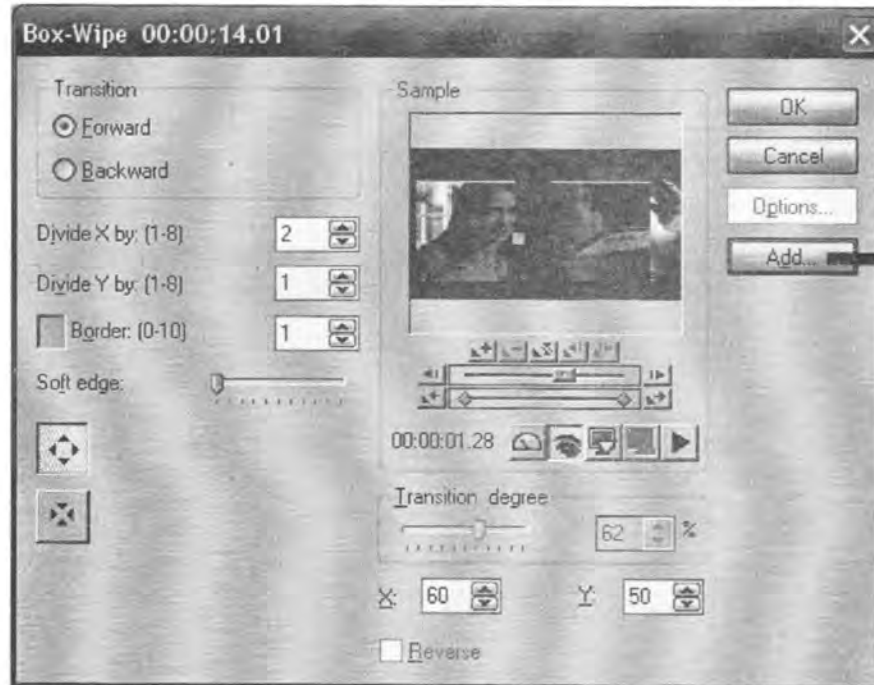 Box-Wipe 00:00:14.01
Transition
Forward
Backward
Divide X by: (1-8) 2
Divide Y by: (1-8) 1
Border: (0-10) 1
Soft edge:
Sample
00:00:01.28
Transition degree
62 %
X: 60 Y: 50
Reverse
OK
Cancel
Options...
Add...